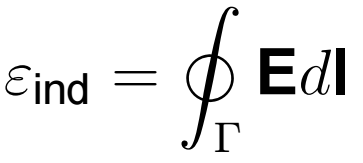 ε_ind = ∮_Γ E dl